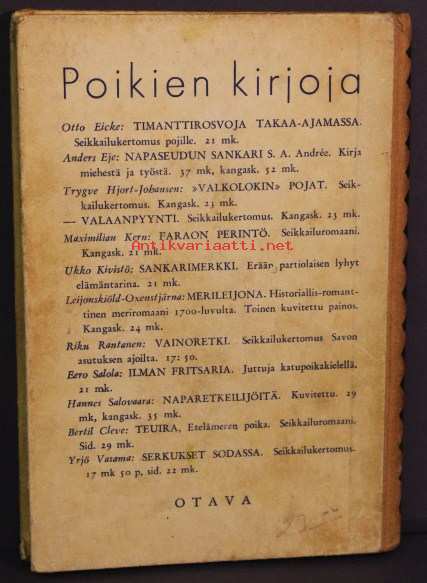 Poikien kirjoja
Otto Eicke: TIMANTTIROSVOJA TAKAA-AJAMASSA.
Seikkailukertomus pojille. 21 mk.
Anders Eje: NAPASEUDUN SANKARI S. A. Andrée. Kirja
miehestä ja työstä. 37 mk, kangask. 52 mk.
Trygve Hjort-Johansen: »VALKOLOKIN» POJAT. Seik-
kailukertomus. Kangask. 23 mk.
— VALAANPYYNTI. Seikkailukertomus. Kangask. 23 mk.
Maximilian Kern: FARAON PERINTÖ. Seikkailuromaani.
Kangask. 21 mk.
Antikvariaatti.net
Ukko Kivistö: SANKARIMERKKI. Erään partiolaisen lyhyt
elämäntarina. 21 mk.
Leijonskiöld-Oxenstjärna: MERILEIJONA. Historiallis-romant-
tinen meriromaani 1700-luvulta. Toinen kuvitettu painos.
Kangask. 24 mk.
Riku Rantanen: VAINORETKI. Seikkailukertomus Savon
asutuksen ajoilta. 17: 50.
Eero Salola: ILMAN FRITSARIA. Juttuja katupoikakielellä.
21 mk.
Hannes Salovaara: NAPARETKEILIJÖITÄ. Kuvitettu. 29
mk, kangask. 35 mk.
Bertil Cleve: TEUIRA, Etelämeren poika. Seikkailuromaani.
Sid. 29 mk.
Yrjö Vasama: SERKUKSET SODASSA. Seikkailukertomus.
17 mk 50 p, sid. 22 mk.
OTAVA